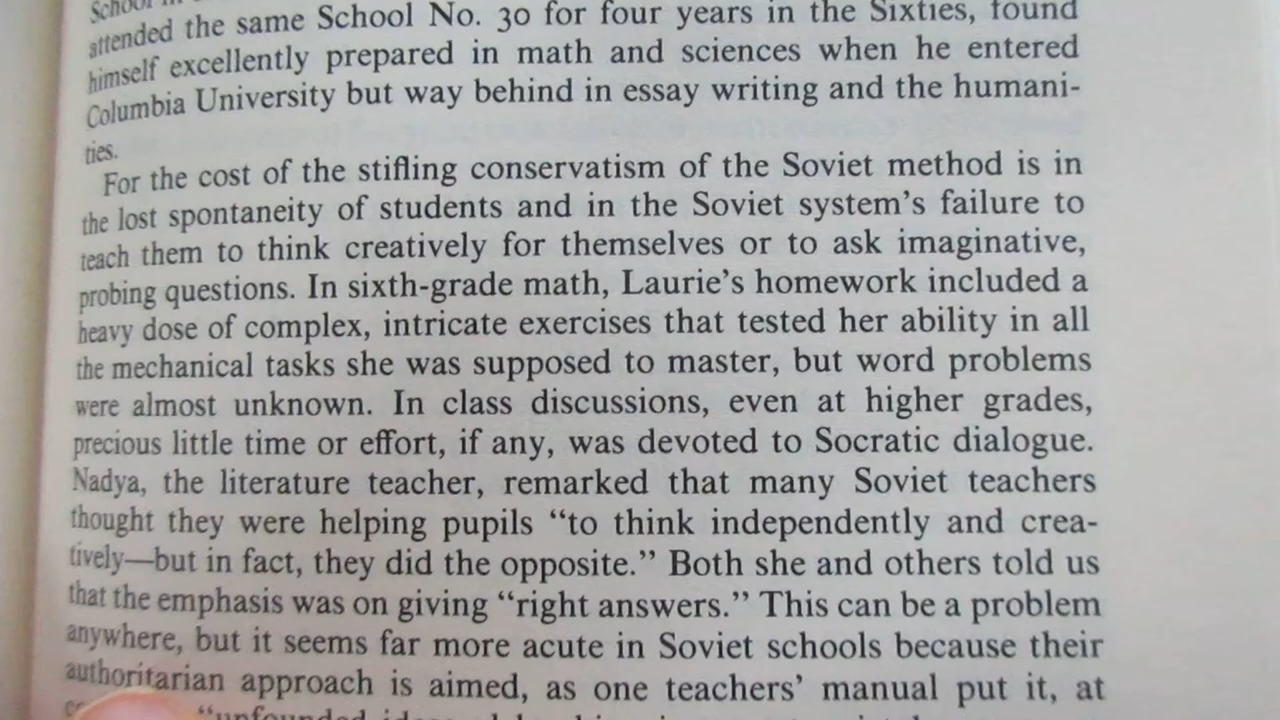 School
attended the same School No. 30 for four years in the Sixties, found
himself excellently prepared in math and sciences when he entered
Columbia University but way behind in essay writing and the humani-
ties.
For the cost of the stifling conservatism of the Soviet method is in
the lost spontaneity of students and in the Soviet system's failure to
teach them to think creatively for themselves or to ask imaginative,
probing questions. In sixth-grade math, Laurie's homework included a
heavy dose of complex, intricate exercises that tested her ability in all
the mechanical tasks she was supposed to master, but word problems
were almost unknown. In class discussions, even at higher grades,
precious little time or effort, if any, was devoted to Socratic dialogue.
Nadya, the literature teacher, remarked that many Soviet teachers
thought they were helping pupils “to think independently and crea-
tively—but in fact, they did the opposite.” Both she and others told us
that the emphasis was on giving “right answers.” This can be a problem
anywhere, but it seems far more acute in Soviet schools because their
authoritarian approach is aimed, as one teachers' manual put it, at
“unfounded